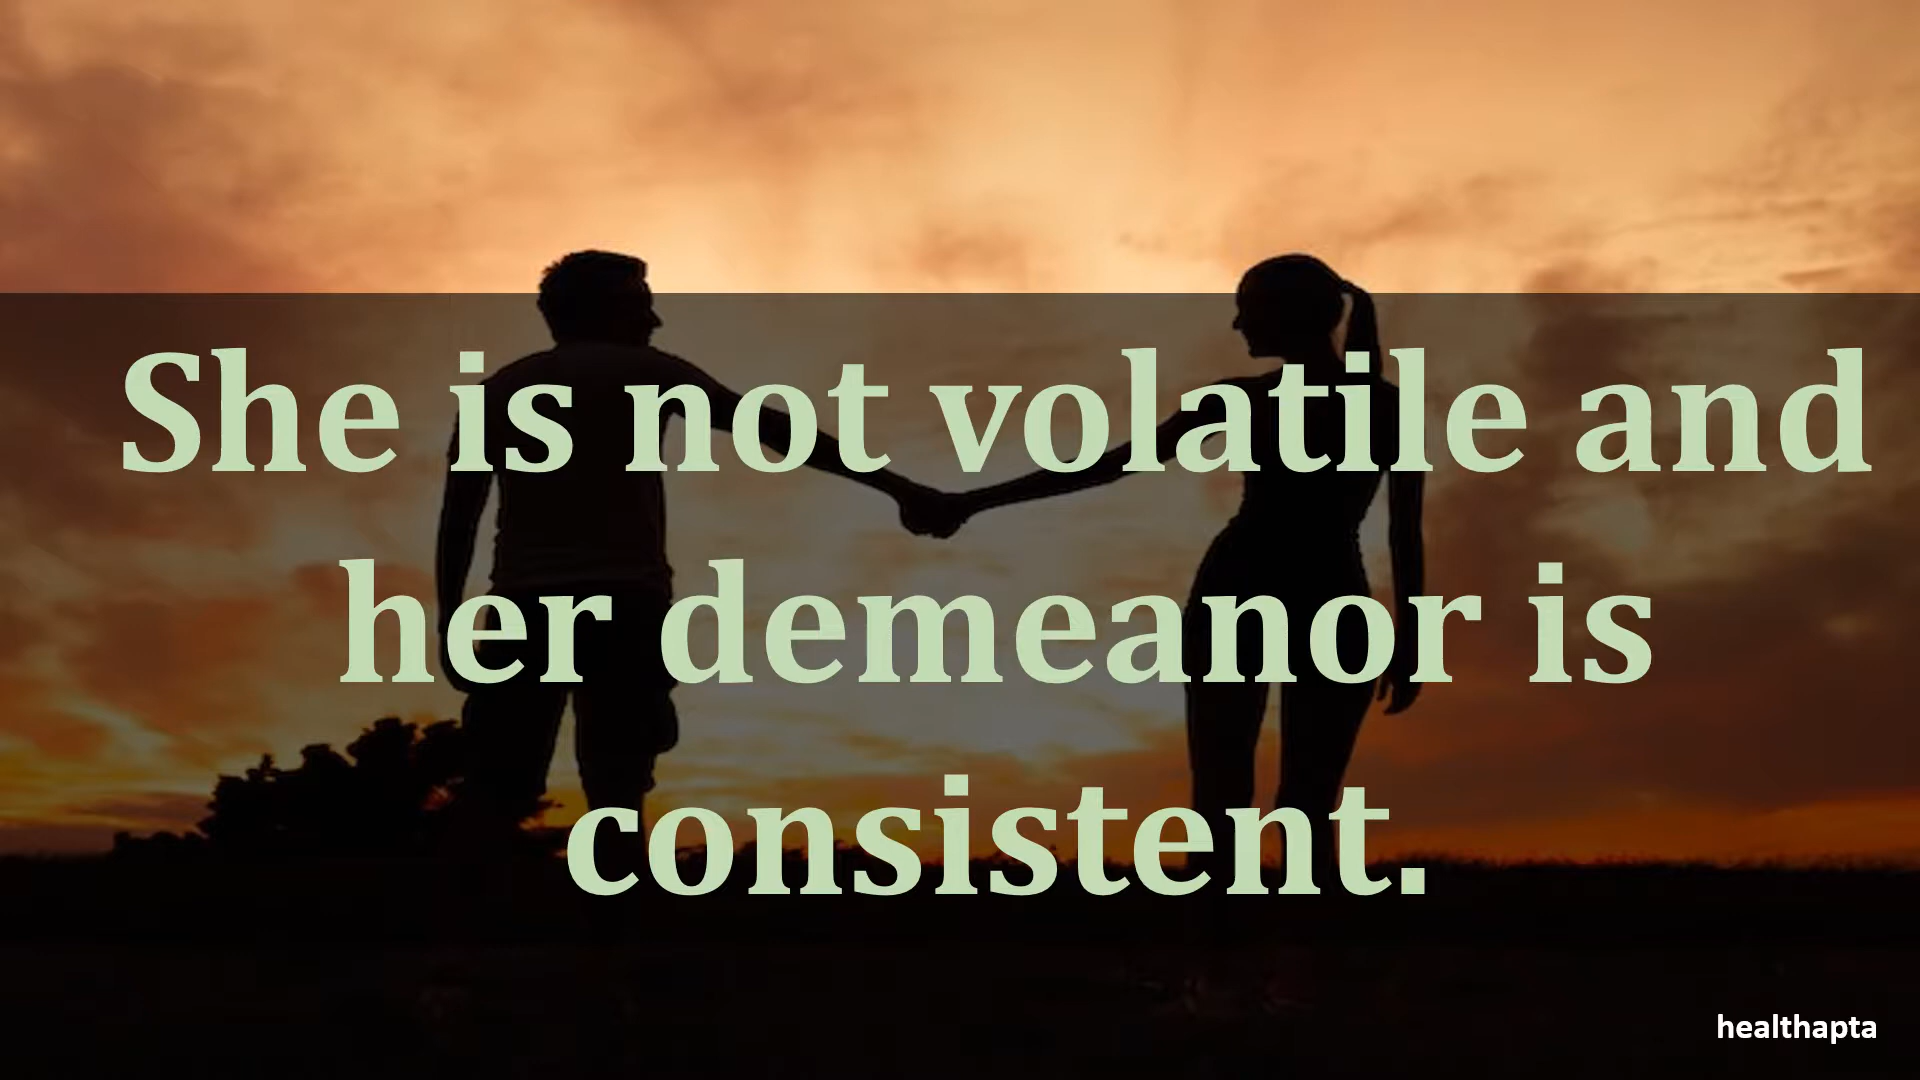 She is not volatile and
her demeanor is
consistent.
healthapta